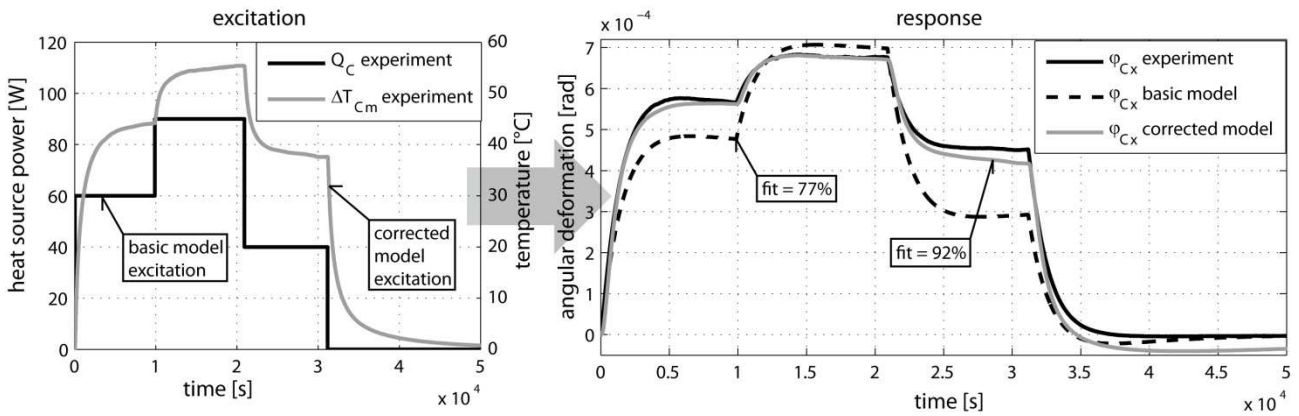 excitation
120
100
80
60
40
20
0
heat source power [W]
Q_C experiment
ΔT_Cm experiment
basic model
excitation
corrected
model
excitation
60
50
40
30
20
10
0
temperature [°C]
0
1
2
3
4
5
time [s]
x 10^4
response
x 10^-4
7
6
5
4
3
2
1
0
angular deformation [rad]
φ_Cx experiment
φ_Cx basic model
φ_Cx corrected model
fit = 77%
fit = 92%
0
0.5
1
1.5
2
2.5
3
3.5
4
4.5
5
time [s]
x 10^4